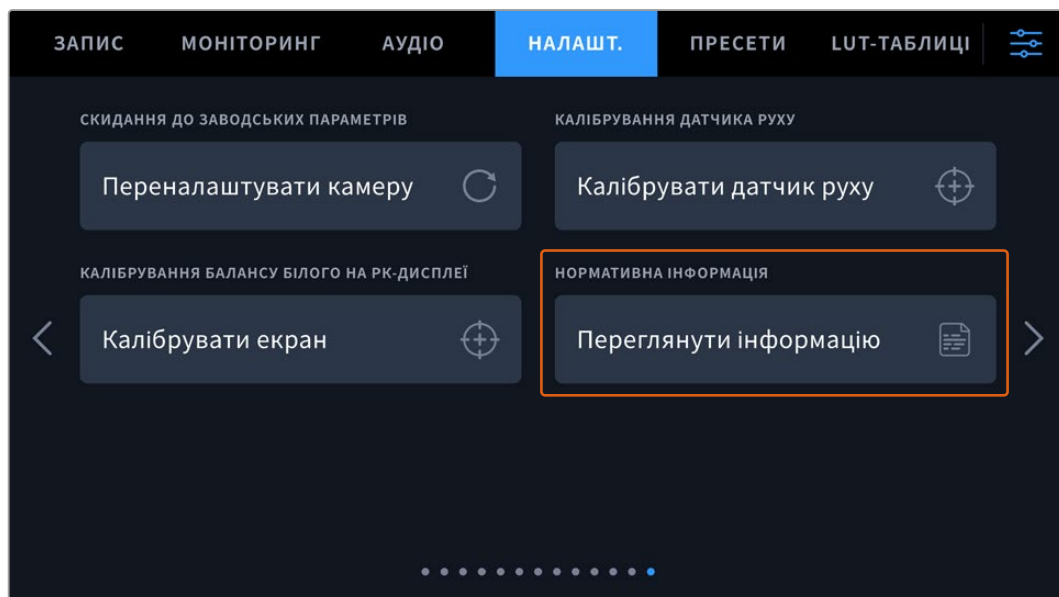 ЗАПИС МОНІТОРИНГ АУДІО НАЛАШТ. ПРЕСЕТИ LUT-ТАБЛИЦІ
СКИДАННЯ ДО ЗАВОДСЬКИХ ПАРАМЕТРІВ
Переналаштувати камеру
КАЛІБРУВАННЯ ДАТЧИКА РУХУ
Калібрувати датчик руху
КАЛІБРУВАННЯ БАЛАНСУ БІЛОГО НА РК-ДИСПЛЕЇ
Калібрувати екран
НОРМАТИВНА ІНФОРМАЦІЯ
Переглянути інформацію